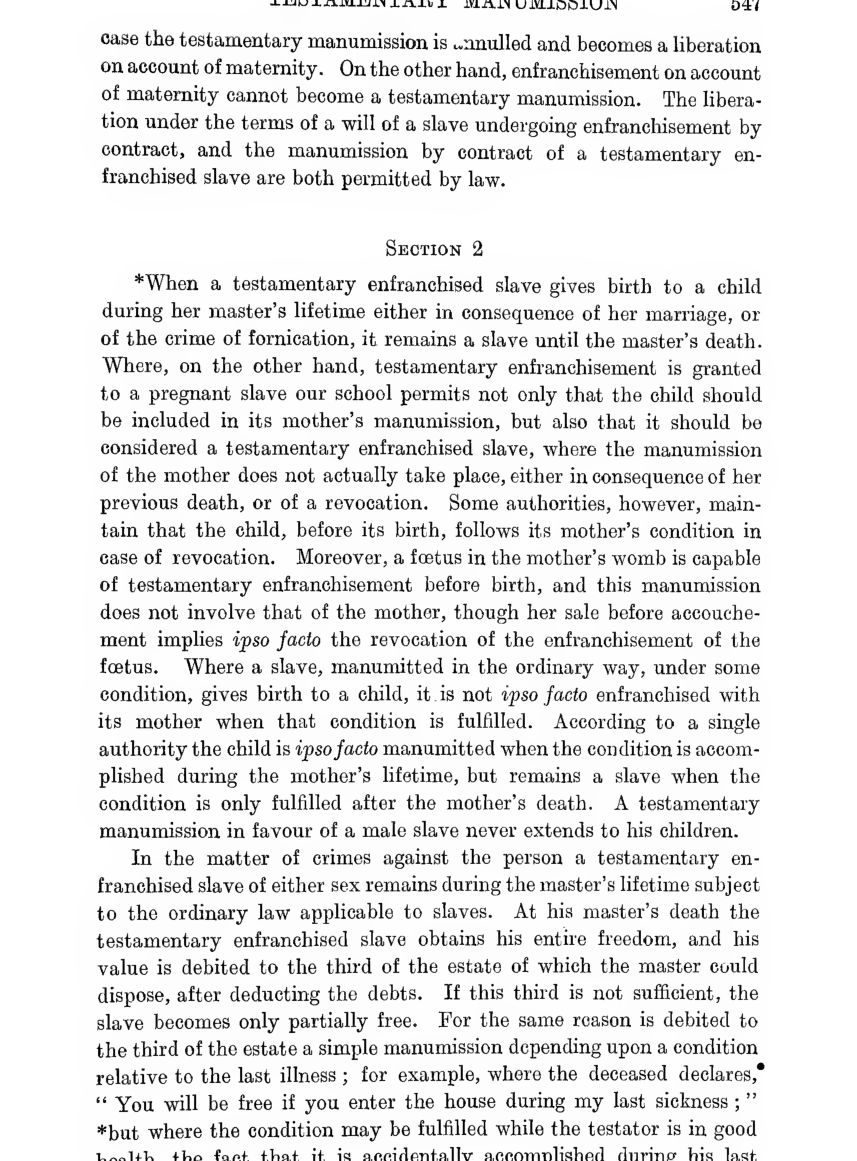 TESTAMENTARY MANUMISSION 547
case the testamentary manumission is annulled and becomes a liberation
on account of maternity. On the other hand, enfranchisement on account
of maternity cannot become a testamentary manumission. The libera-
tion under the terms of a will of a slave undergoing enfranchisement by
contract, and the manumission by contract of a testamentary en-
franchised slave are both permitted by law.
SECTION 2
*When a testamentary enfranchised slave gives birth to a child
during her master's lifetime either in consequence of her marriage, or
of the crime of fornication, it remains a slave until the master's death.
Where, on the other hand, testamentary enfranchisement is granted
to a pregnant slave our school permits not only that the child should
be included in its mother's manumission, but also that it should be
considered a testamentary enfranchised slave, where the manumission
of the mother does not actually take place, either in consequence of her
previous death, or of a revocation. Some authorities, however, main-
tain that the child, before its birth, follows its mother's condition in
case of revocation. Moreover, a fœtus in the mother's womb is capable
of testamentary enfranchisement before birth, and this manumission
does not involve that of the mother, though her sale before accouche-
ment implies ipso facto the revocation of the enfranchisement of the
fœtus. Where a slave, manumitted in the ordinary way, under some
condition, gives birth to a child, it is not ipso facto enfranchised with
its mother when that condition is fulfilled. According to a single
authority the child is ipso facto manumitted when the condition is accom-
plished during the mother's lifetime, but remains a slave when the
condition is only fulfilled after the mother's death. A testamentary
manumission in favour of a male slave never extends to his children.
In the matter of crimes against the person a testamentary en-
franchised slave of either sex remains during the master's lifetime subject
to the ordinary law applicable to slaves. At his master's death the
testamentary enfranchised slave obtains his entire freedom, and his
value is debited to the third of the estate of which the master could
dispose, after deducting the debts. If this third is not sufficient, the
slave becomes only partially free. For the same reason is debited to
the third of the estate a simple manumission depending upon a condition
relative to the last illness ; for example, where the deceased declares,
“ You will be free if you enter the house during my last sickness ; ”
*but where the condition may be fulfilled while the testator is in good
health, the fact that it is accidentally accomplished during his last